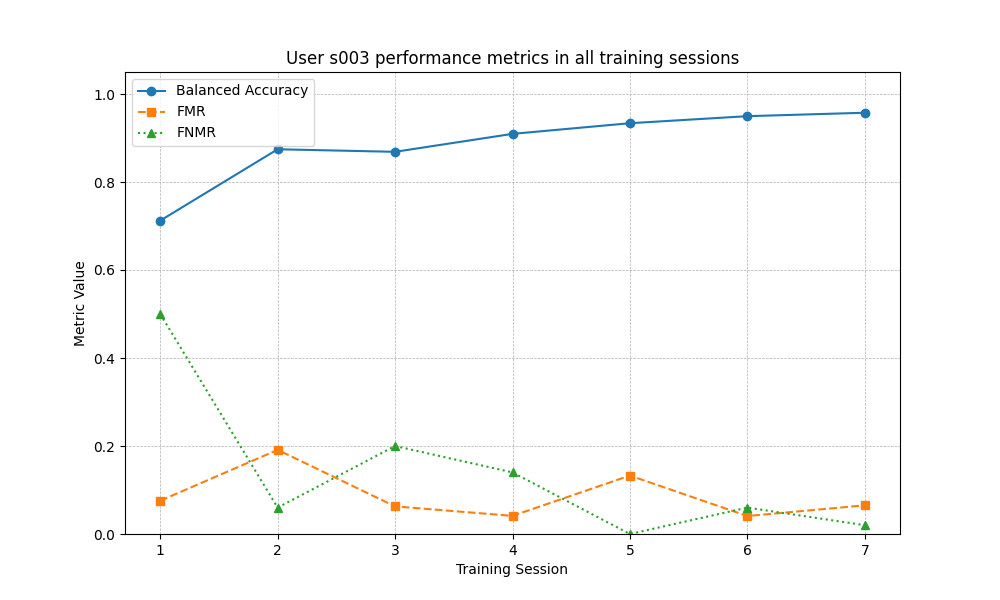 User s003 performance metrics in all training sessions
Balanced Accuracy
FMR
FNMR
1.0
0.8
0.6
0.4
0.2
0.0
Metric Value
1 2 3 4 5 6 7
Training Session